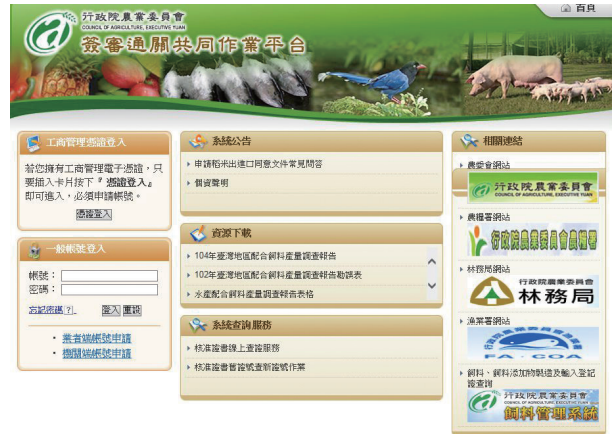 首頁
行政院農業委員會
COUNCIL OF AGRICULTURE, EXECUTIVE YUAN
簽審通關共同作業平台
工商管理憑證登入
若您擁有工商管理電子憑證，只
要插入卡片按下『憑證登入』
即可進入，必須申請帳號。
憑證登入
一般帳號登入
帳號：
密碼：
忘記密碼[?] 登入 重設
業者端帳號申請
機關端帳號申請
系統公告
申請稻米出進口同意文件常見問答
個資聲明
資源下載
104年臺灣地區配合飼料產量調查報告
102年臺灣地區配合飼料產量調查報告勘誤表
水產配合飼料產量調查報告表格
系統查詢服務
核准證書線上查證服務
核准證書舊證號查新證號作業
相關連結
農委會網站
行政院農業委員會
農糧署網站
行政院農業委員會農糧署
林務局網站
行政院農業委員會
林務局
漁業署網站
FA-COA
飼料、飼料添加物製造及輸入登記
證查詢
行政院農業委員會
COUNCIL OF AGRICULTURE, EXECUTIVE YUAN
飼料管理系統